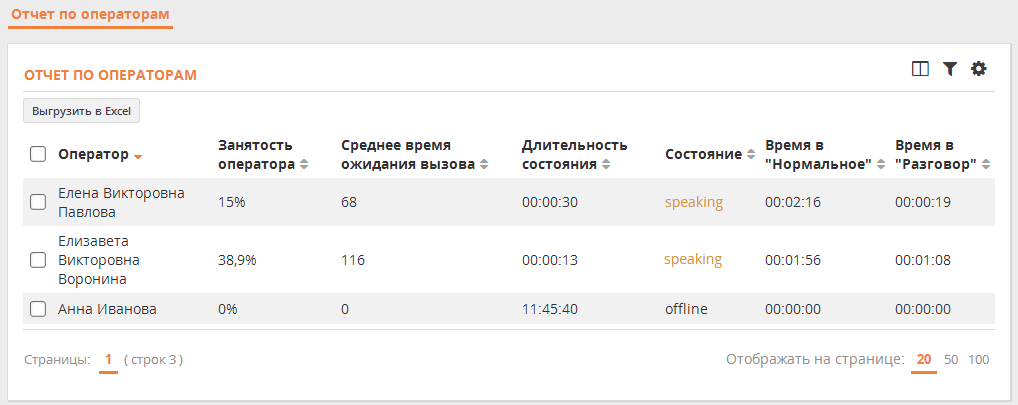 Отчет по операторам
ОТЧЕТ ПО ОПЕРАТОРАМ
Выгрузить в Excel
Оператор Занятость оператора Среднее время ожидания вызова Длительность состояния Состояние Время в "Нормальное" Время в "Разговор"
Елена Викторовна Павлова 15% 68 00:00:30 speaking 00:02:16 00:00:19
Елизавета Викторовна Воронина 38,9% 116 00:00:13 speaking 00:01:56 00:01:08
Анна Иванова 0% 0 11:45:40 offline 00:00:00 00:00:00
Страницы: 1 ( строк 3 ) Отображать на странице: 20 50 100